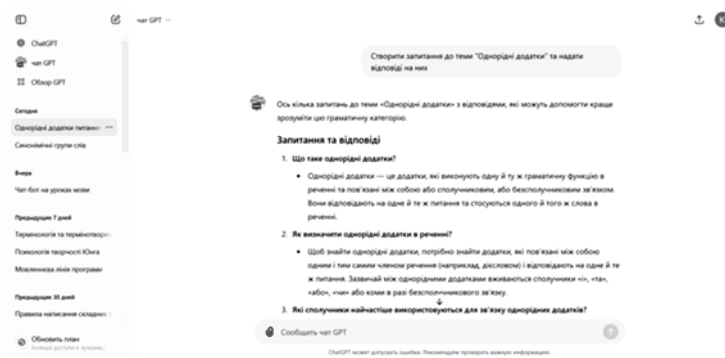 чат GPT
ChatGPT
чат GPT
Обзор GPT
Сегодня
Однорідні додатки питання
Синонімічні групи слів
Вчера
Чат-бот на уроках мови
Предыдущие 7 дней
Термінологія та термінотворен
Психологія творчості Юнга
Мовленнєва лінія програми
Предыдущие 30 дней
Правила написання складних
Обновить план
Больше доступа к лучшим...
Створити запитання до теми "Однорідні додатки" та надати
відповіді на них
Ось кілька запитань до теми «Однорідні додатки» з відповідями, які можуть допомогти краще
зрозуміти цю граматичну категорію.
Запитання та відповіді
1. Що таке однорідні додатки?
• Однорідні додатки — це додатки, які виконують одну й ту ж граматичну функцію в
реченні та пов'язані між собою або сполучниковим, або безсполучниковим зв'язком.
Вони відповідають на одне й те ж питання та стосуються одного й того ж слова в
реченні.
2. Як визначити однорідні додатки в реченні?
• Щоб знайти однорідні додатки, потрібно знайти додатки, які пов'язані між собою
одним і тим самим членом речення (наприклад, дієсловом) і відповідають на одне й те
ж питання. Зазвичай між однорідними додатками вживаються сполучники «і», «та»,
«або», «чи» або коми в разі безсполучникового зв'язку.
3. Які сполучники найчастіше використовуються для зв'язку однорідних додатків?
Сообщить чат GPT
ChatGPT может допускать ошибки. Рекомендуем проверять важную информацию.